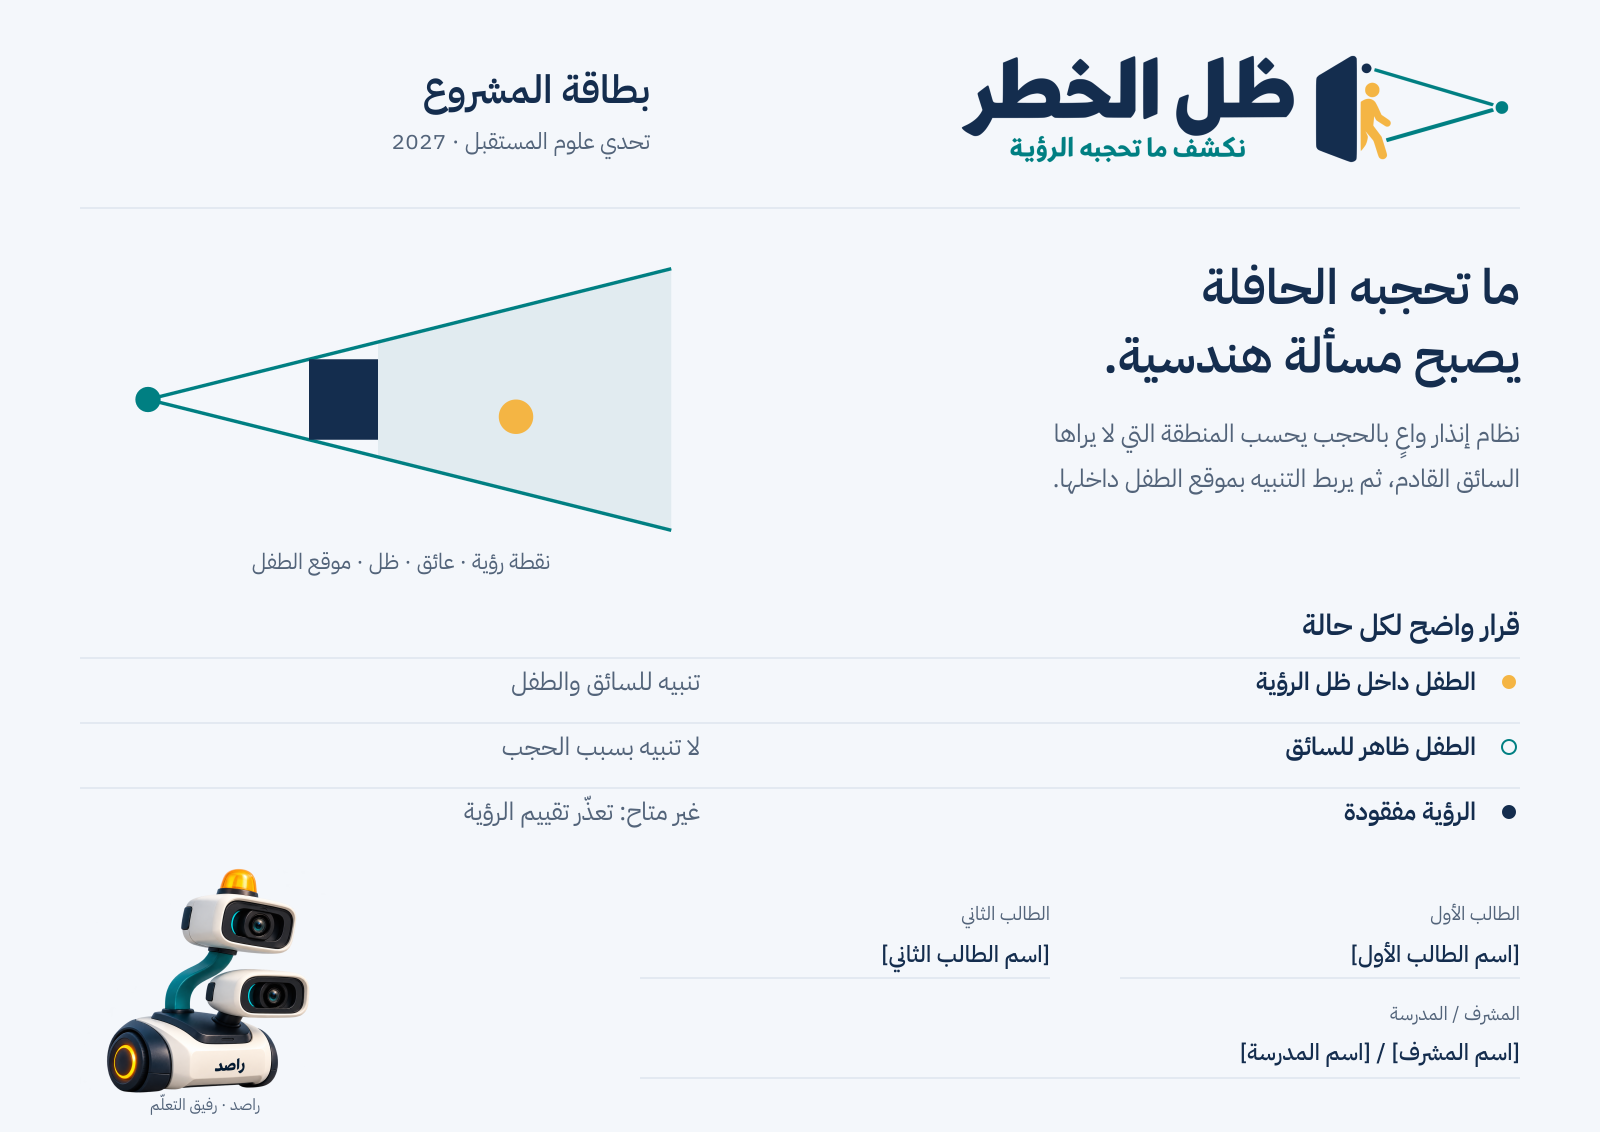 ظل الخطر
نكشف ما تحجبه الرؤية
بطاقة المشروع
تحدي علوم المستقبل · 2027
ما تحجبه الحافلة
يصبح مسألة هندسية.
نظام إنذار واعٍ بالحجب يحسب المنطقة التي لا يراها
السائق القادم، ثم يربط التنبيه بموقع الطفل داخلها.
نقطة رؤية · عائق · ظل · موقع الطفل
قرار واضح لكل حالة
الطفل داخل ظل الرؤية
تنبيه للسائق والطفل
الطفل ظاهر للسائق
لا تنبيه بسبب الحجب
الرؤية مفقودة
غير متاح: تعذّر تقييم الرؤية
الطالب الأول
[اسم الطالب الأول]
الطالب الثاني
[اسم الطالب الثاني]
المشرف / المدرسة
[اسم المشرف] / [اسم المدرسة]
راصد
راصد · رفيق التعلّم